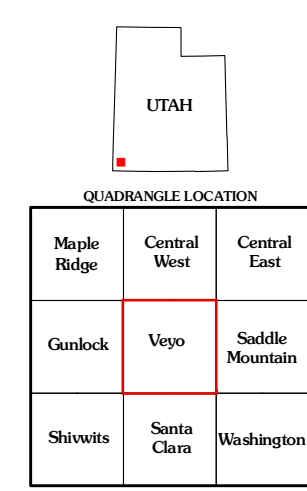 UTAH
QUADRANGLE LOCATION
Maple
Ridge
Central
West
Central
East
Gunlock
Veyo
Saddle
Mountain
Shivwits
Santa
Clara
Washington